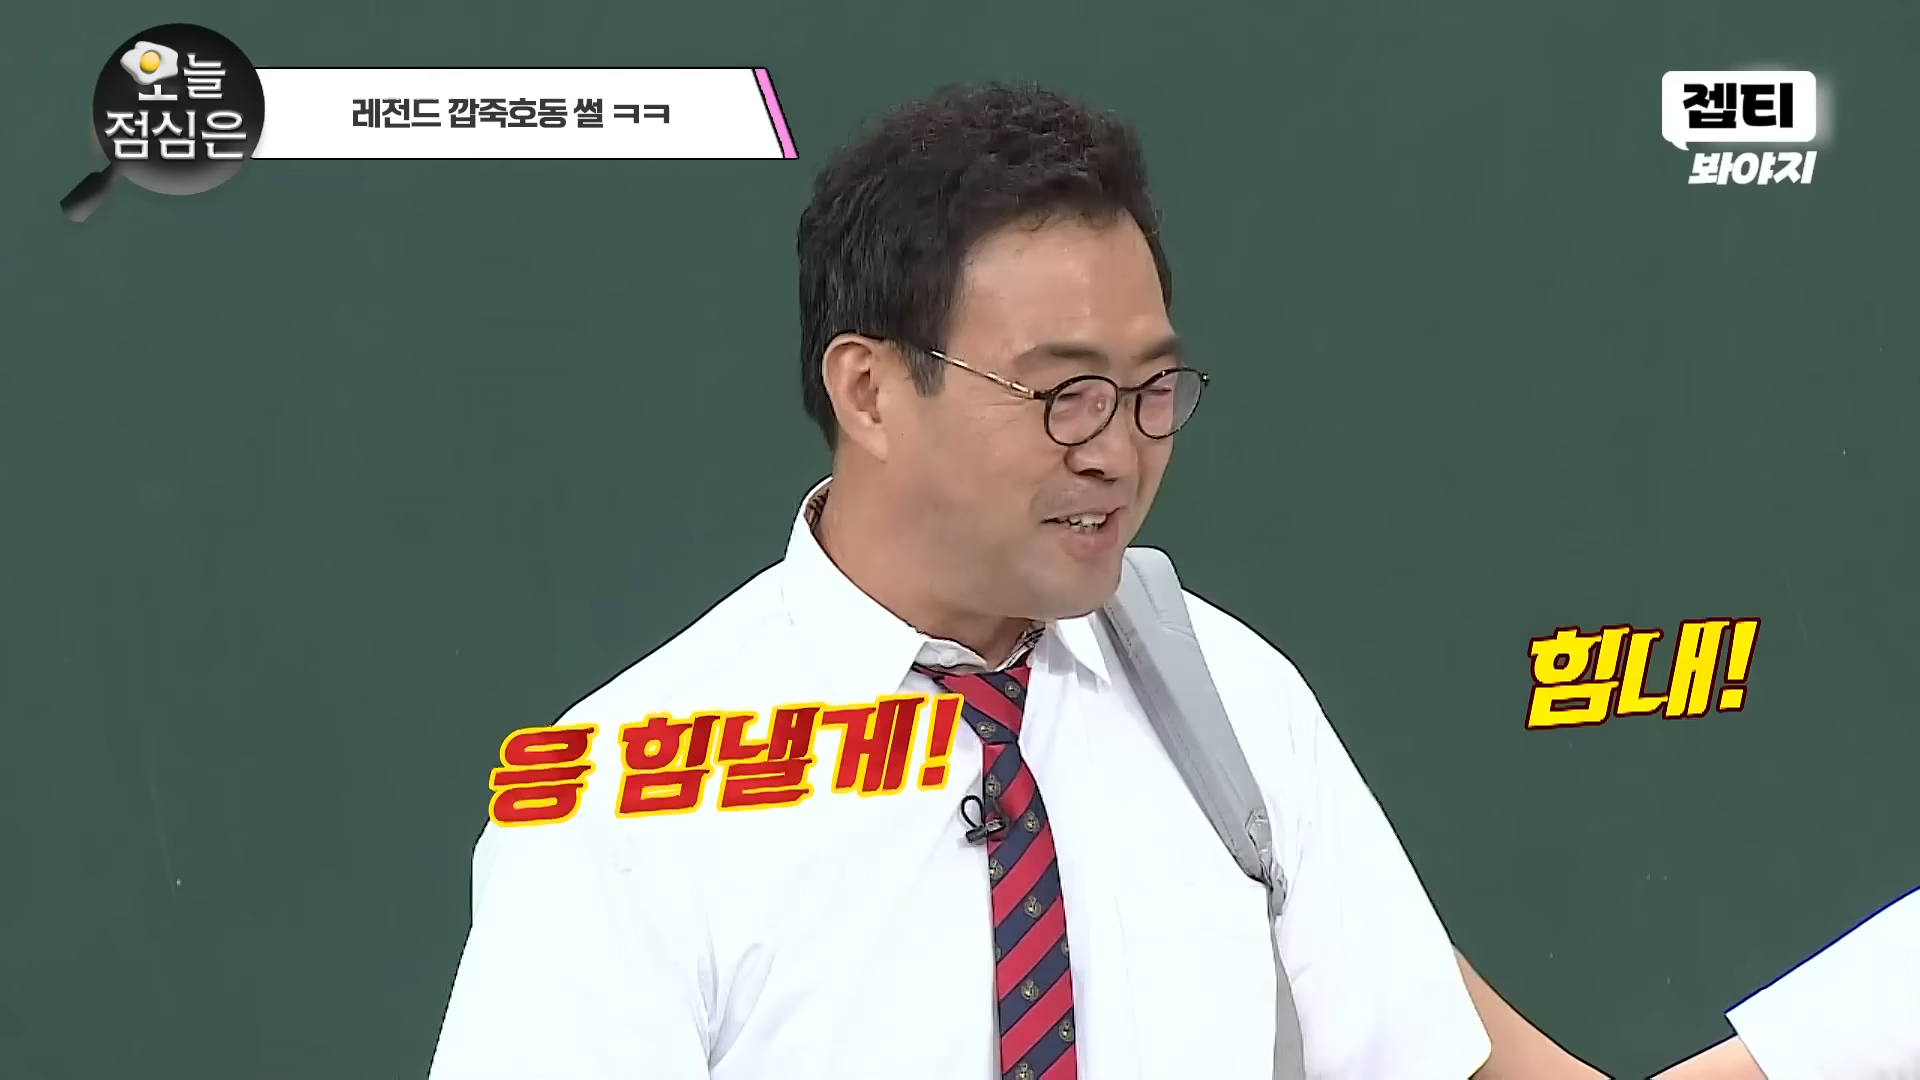 오늘
점심은
레전드 깝죽호동 썰 ㅋㅋ
젭티
봐야지
힘내!
응 힘낼게!